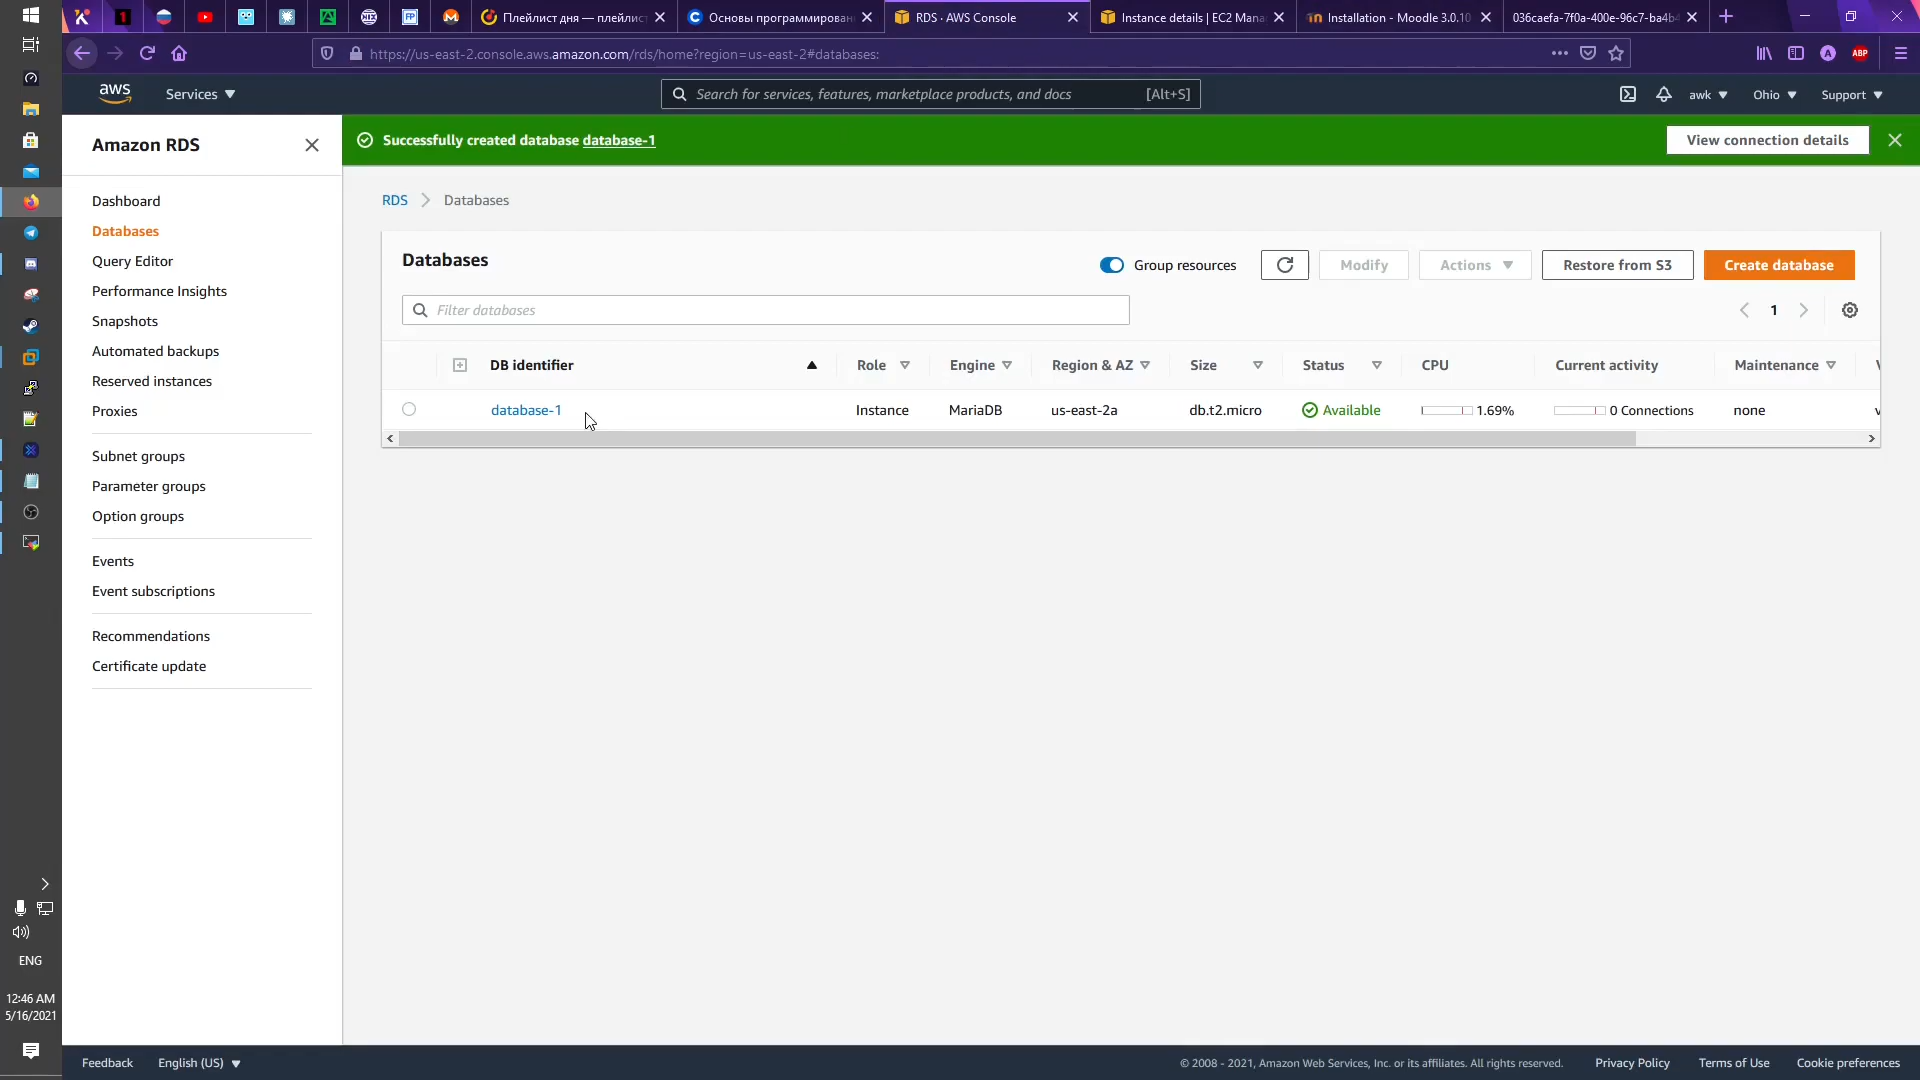 Плейлист дня — плейлис
Основы программирован
RDS · AWS Console
Instance details | EC2 Mana
Installation - Moodle 3.0.10
036caefa-7f0a-400e-96c7-ba4b4
https://us-east-2.console.aws.amazon.com/rds/home?region=us-east-2#databases:
ABP
aws
Services
Search for services, features, marketplace products, and docs
[Alt+S]
awk
Ohio
Support
Amazon RDS
Successfully created database database-1
View connection details
Dashboard
Databases
Query Editor
Performance Insights
Snapshots
Automated backups
Reserved instances
Proxies
Subnet groups
Parameter groups
Option groups
Events
Event subscriptions
Recommendations
Certificate update
RDS
Databases
Databases
Group resources
Modify
Actions
Restore from S3
Create database
Filter databases
1
DB identifier
Role
Engine
Region & AZ
Size
Status
CPU
Current activity
Maintenance
database-1
Instance
MariaDB
us-east-2a
db.t2.micro
Available
1.69%
0 Connections
none
ENG
12:46 AM
5/16/2021
Feedback
English (US)
© 2008 - 2021, Amazon Web Services, Inc. or its affiliates. All rights reserved.
Privacy Policy
Terms of Use
Cookie preferences